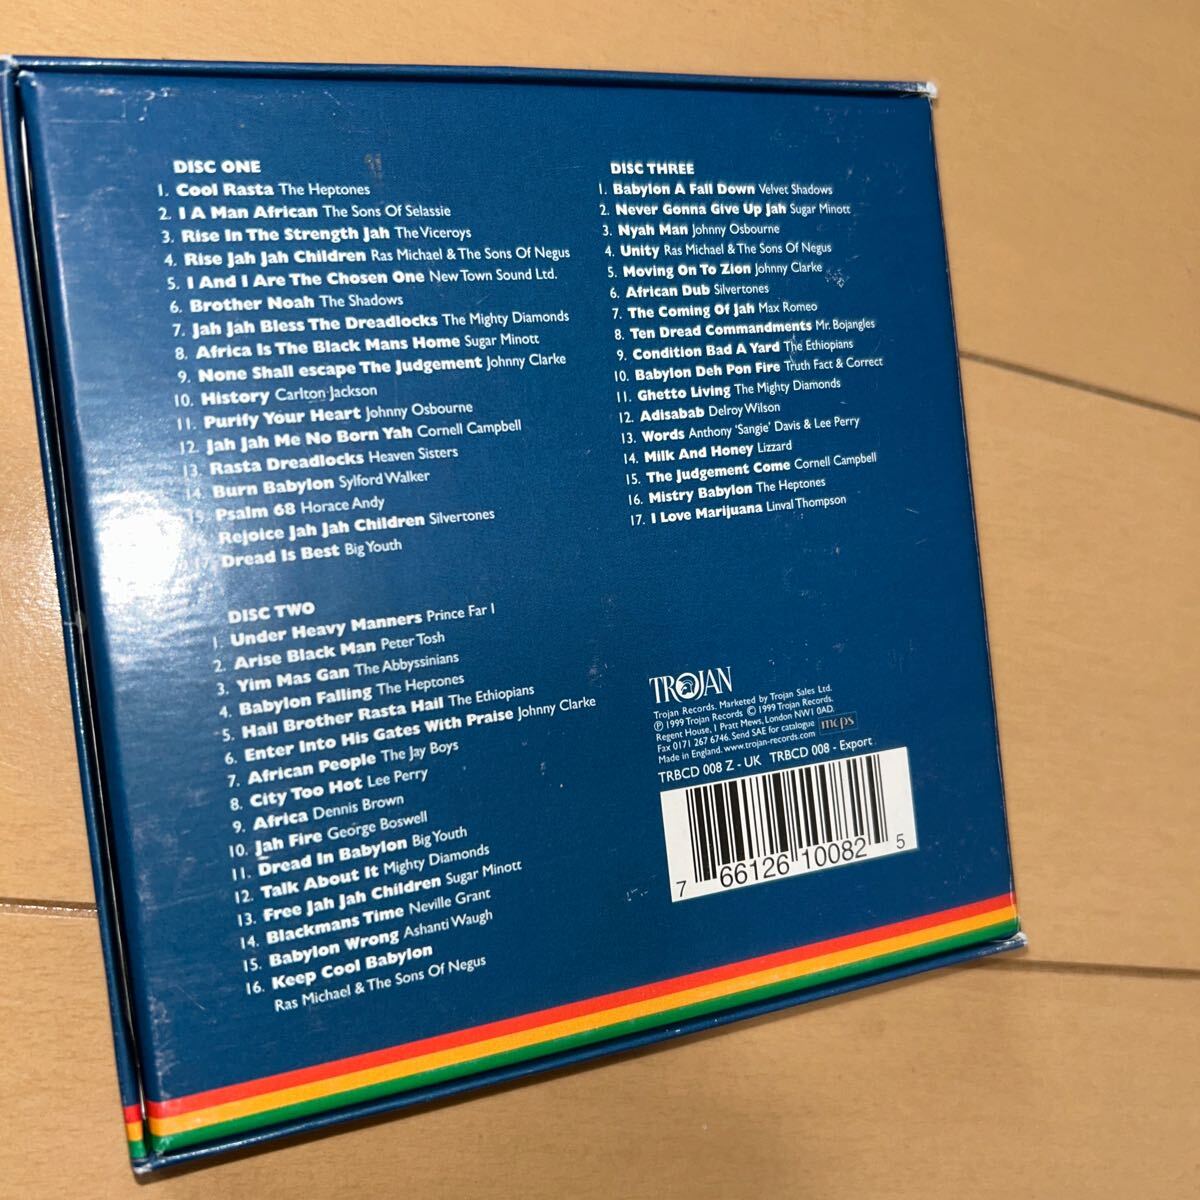 DISC ONE
1. Cool Rasta The Heptones
2. I A Man African The Sons Of Selassie
3. Rise In The Strength Jah The Viceroys
4. Rise Jah Jah Children Ras Michael & The Sons Of Negus
5. I And I Are The Chosen One New Town Sound Ltd.
6. Brother Noah The Shadows
7. Jah Jah Bless The Dreadlocks The Mighty Diamonds
8. Africa Is The Black Mans Home Sugar Minott
9. None Shall escape The Judgement Johnny Clarke
10. History Carlton Jackson
11. Purify Your Heart Johnny Osbourne
12. Jah Jah Me No Born Yah Cornell Campbell
13. Rasta Dreadlocks Heaven Sisters
14. Burn Babylon Sylford Walker
15. Psalm 68 Horace Andy
Rejoice Jah Jah Children Silvertones
17. Dread Is Best Big Youth
DISC TWO
1. Under Heavy Manners Prince Far I
2. Arise Black Man Peter Tosh
3. Yim Mas Gan The Abyssinians
4. Babylon Falling The Heptones
5. Hail Brother Rasta Hail The Ethiopians
6. Enter Into His Gates With Praise Johnny Clarke
7. African People The Jay Boys
8. City Too Hot Lee Perry
9. Africa Dennis Brown
10. Jah Fire George Boswell
11. Dread In Babylon Big Youth
12. Talk About It Mighty Diamonds
13. Free Jah Jah Children Sugar Minott
14. Blackmans Time Neville Grant
15. Babylon Wrong Ashanti Waugh
16. Keep Cool Babylon
Ras Michael & The Sons Of Negus
DISC THREE
1. Babylon A Fall Down Velvet Shadows
2. Never Gonna Give Up Jah Sugar Minott
3. Nyah Man Johnny Osbourne
4. Unity Ras Michael & The Sons Of Negus
5. Moving On To Zion Johnny Clarke
6. African Dub Silvertones
7. The Coming Of Jah Max Romeo
8. Ten Dread Commandments Mr. Bojangles
9. Condition Bad A Yard The Ethiopians
10. Babylon Deh Pon Fire Truth Fact & Correct
11. Ghetto Living The Mighty Diamonds
12. Adisabab Delroy Wilson
13. Words Anthony 'Sangie' Davis & Lee Perry
14. Milk And Honey Lizzard
15. The Judgement Come Cornell Campbell
16. Mistry Babylon The Heptones
17. I Love Marijuana Linval Thompson
TROJAN
Trojan Records. Marketed by Trojan Sales Ltd.
℗ 1999 Trojan Records © 1999 Trojan Records.
Regent House, 1 Pratt Mews, London NW1 0AD.
Fax 0171 267 6746. Send SAE for catalogue mcps
Made in England. www.trojan-records.com
TRBCD 008 Z - UK TRBCD 008 - Export
7 66126 10082 5